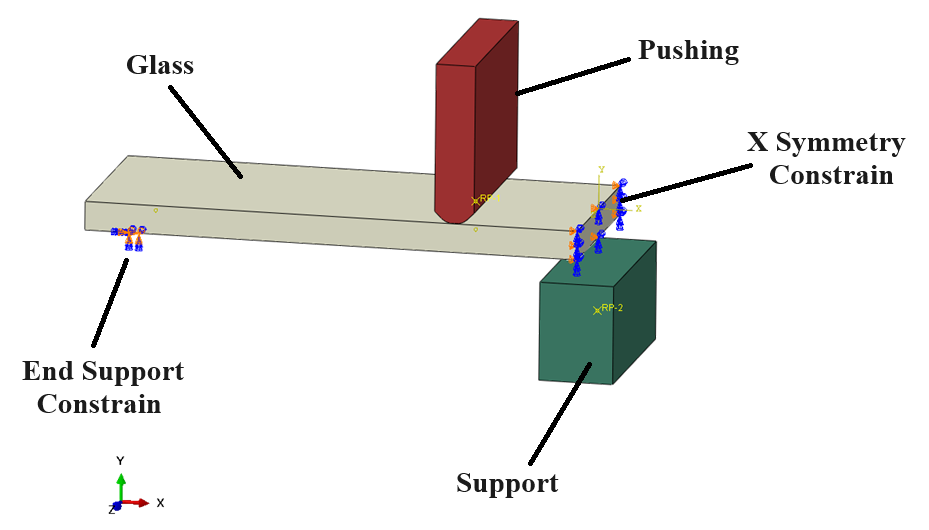 Pushing
Glass
X Symmetry
Constrain
Y
RP-1
X
RP-2
End Support
Constrain
Support
Y
X
Z